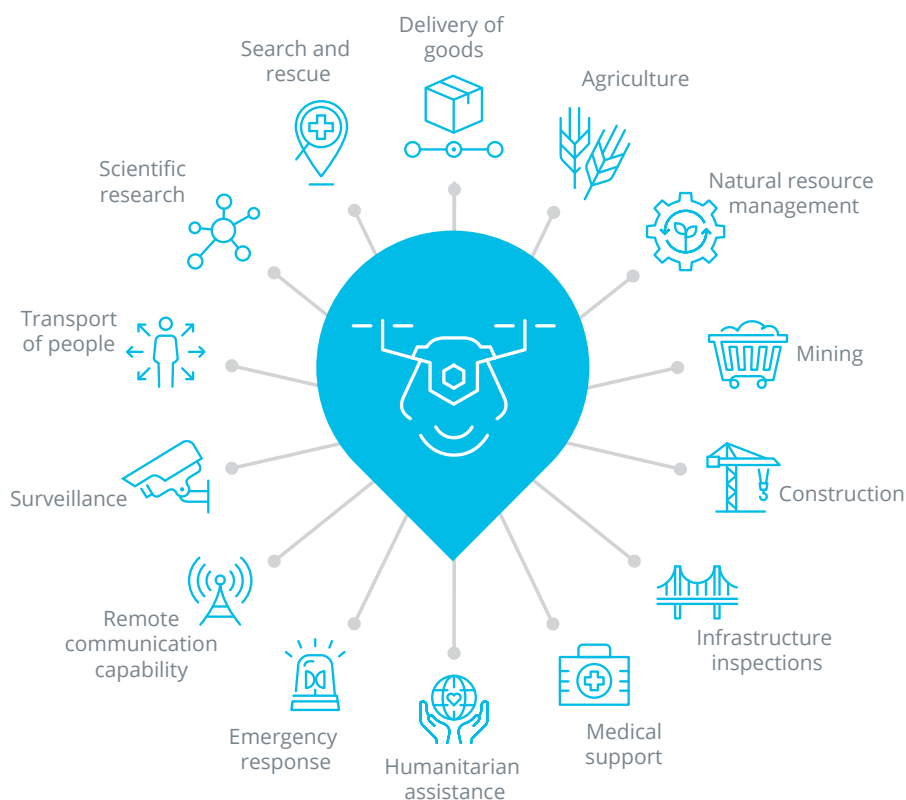 Delivery of
goods
Agriculture
Natural resource
management
Mining
Construction
Infrastructure
inspections
Medical
support
Humanitarian
assistance
Emergency
response
Remote
communication
capability
Surveillance
Transport
of people
Scientific
research
Search and
rescue